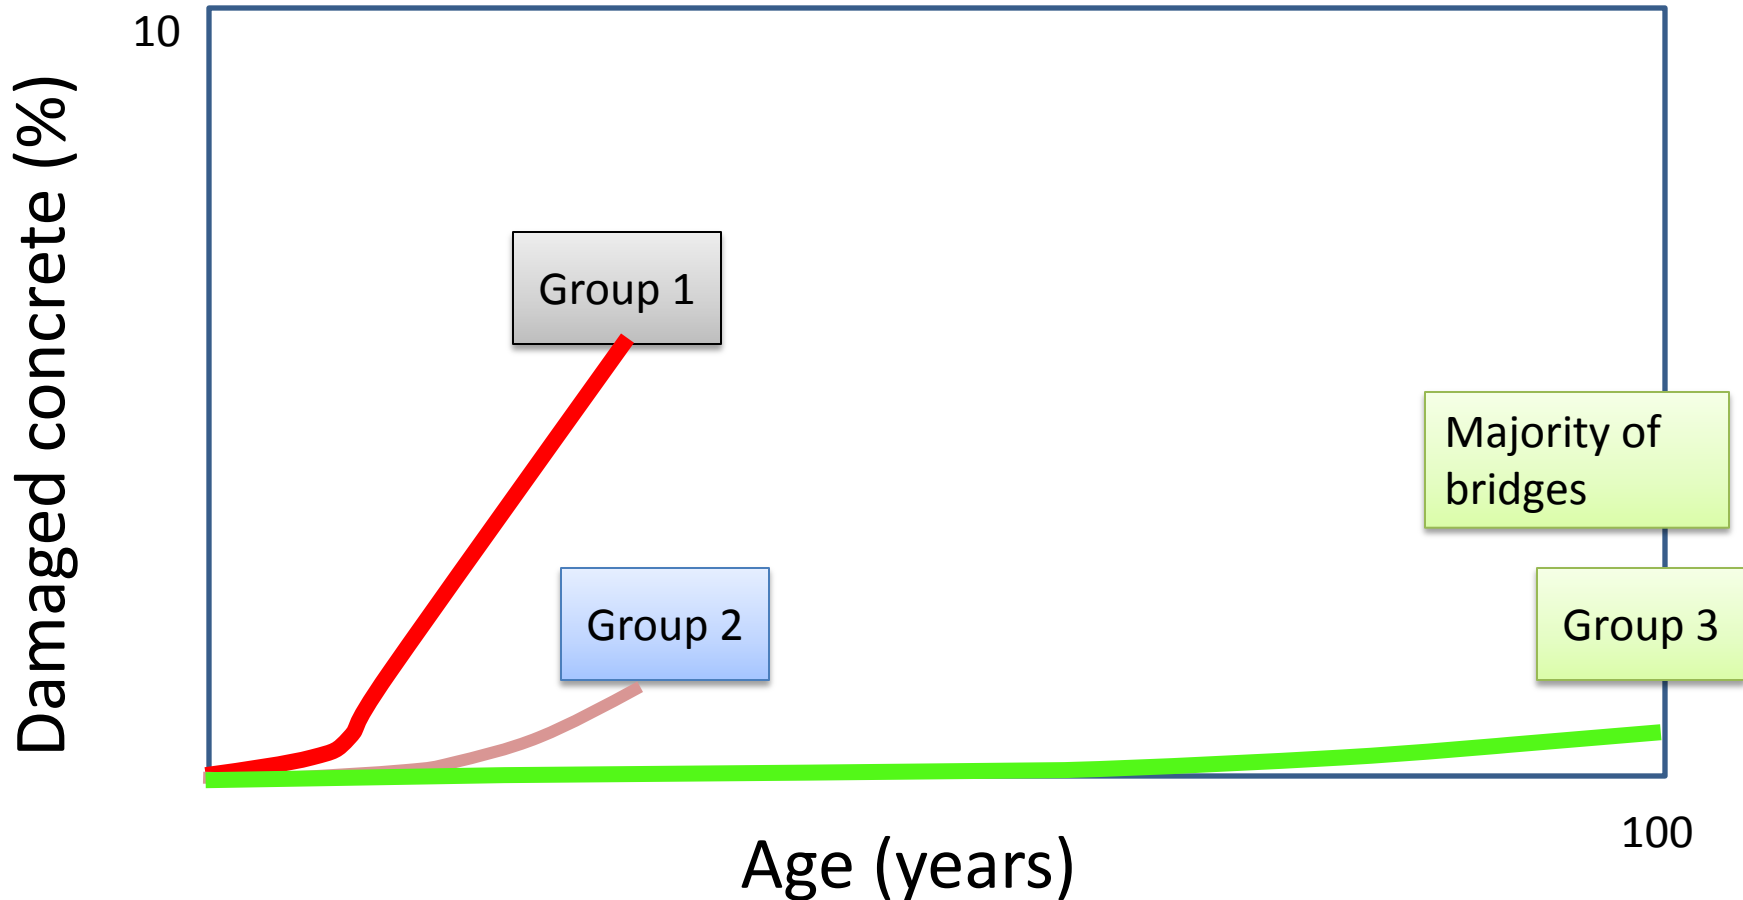 10
Damaged concrete (%)
Group 1
Majority of
bridges
Group 2
Group 3
100
Age (years)